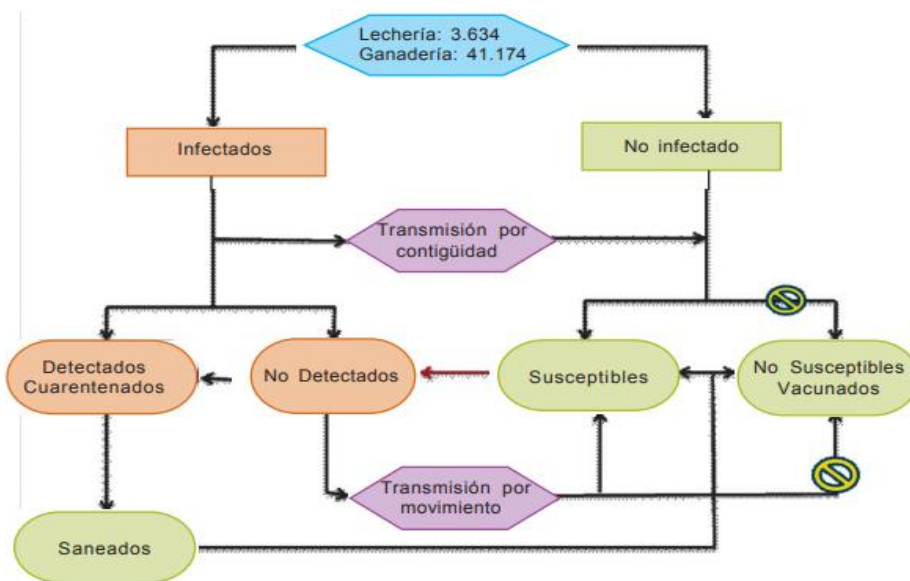 Lechería: 3.634
Ganadería: 41.174
Infectados
No infectado
Transmisión por
contigüidad
Detectados
Cuarentenados
No Detectados
Susceptibles
No Susceptibles
Vacunados
Transmisión por
movimiento
Saneados